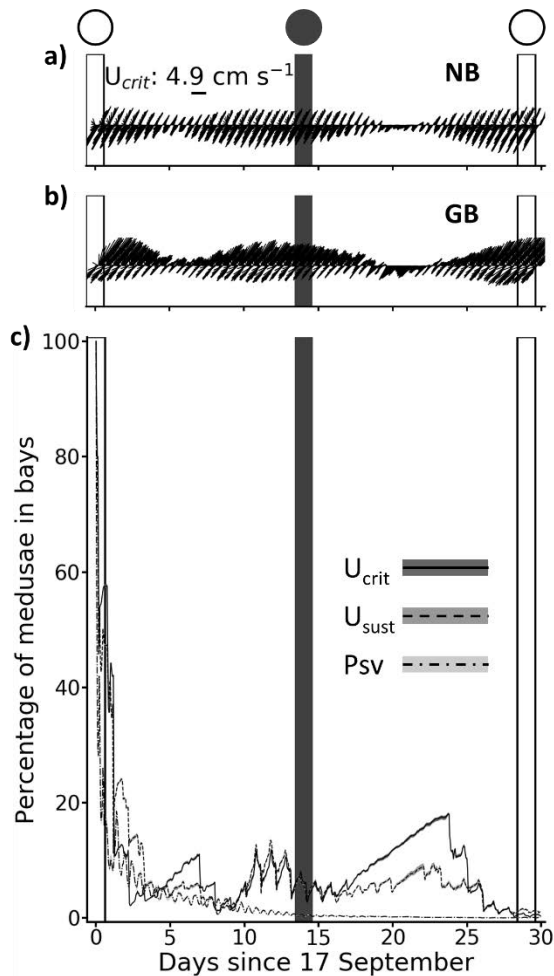 a)
U_crit: 4.9 cm s⁻¹
NB
b)
GB
c)
100
80
60
40
20
0
Percentage of medusae in bays
U_crit
U_sust
Psv
0 5 10 15 17 20 25 30
Days since 17 September